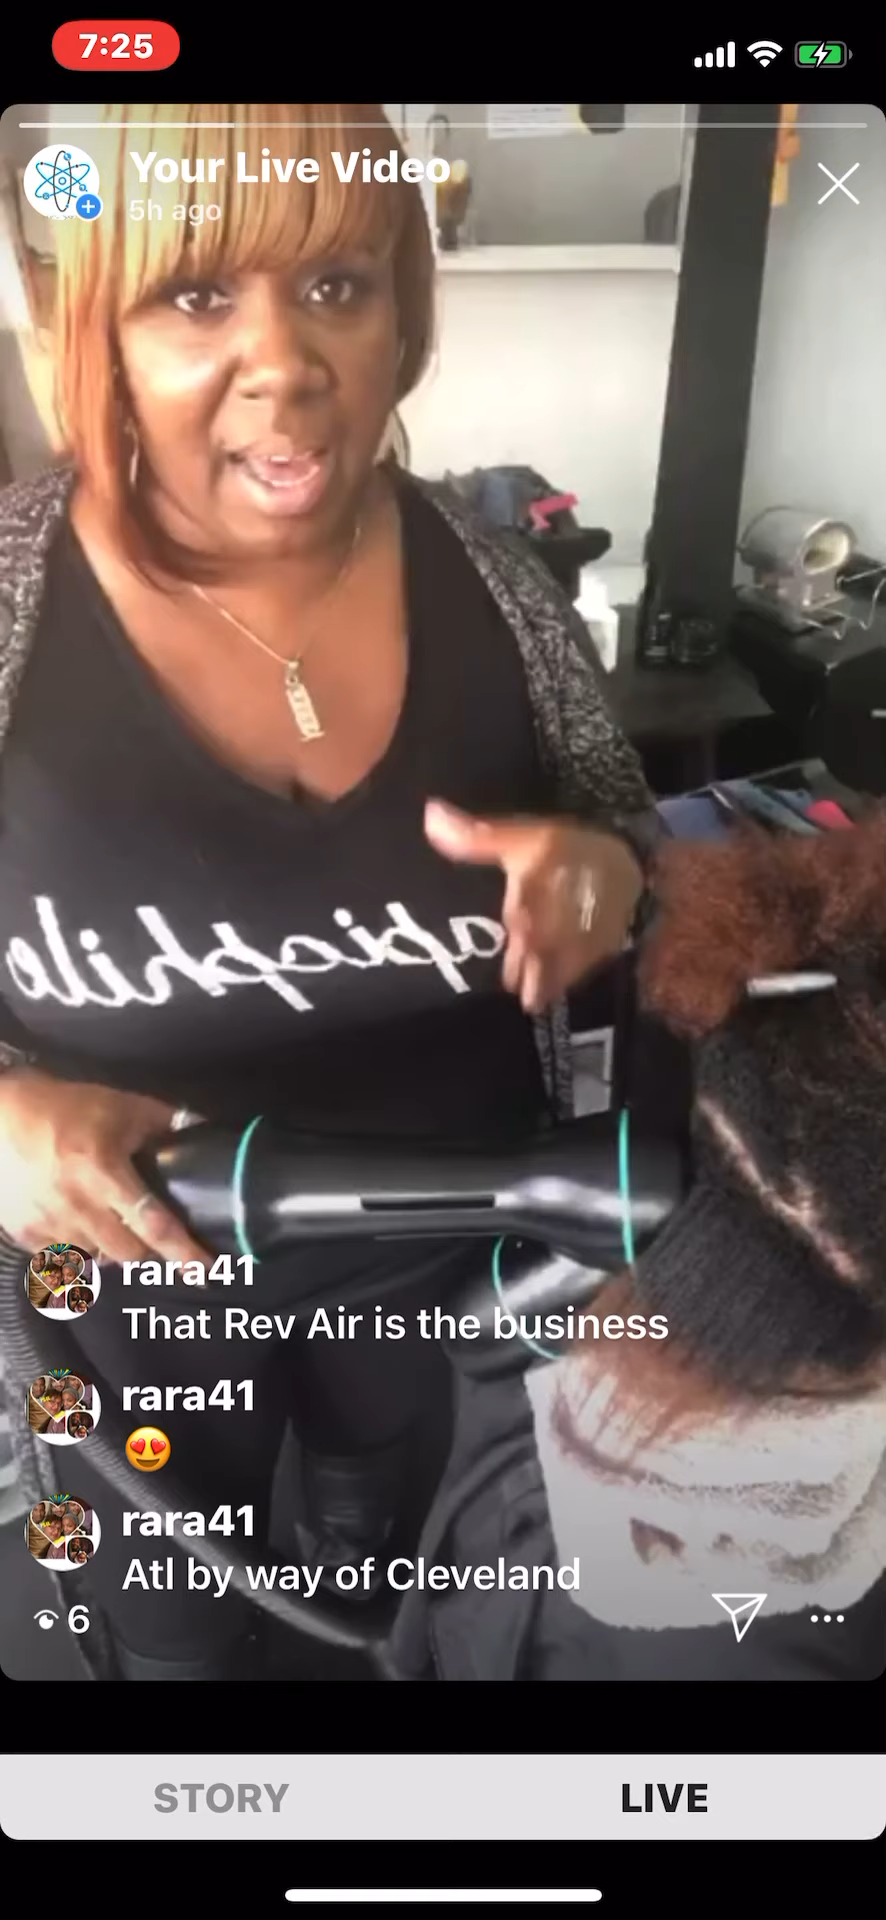 7:25
Your Live Video
5h ago
rara41
That Rev Air is the business
rara41
😍
rara41
Atl by way of Cleveland
6
STORY
LIVE